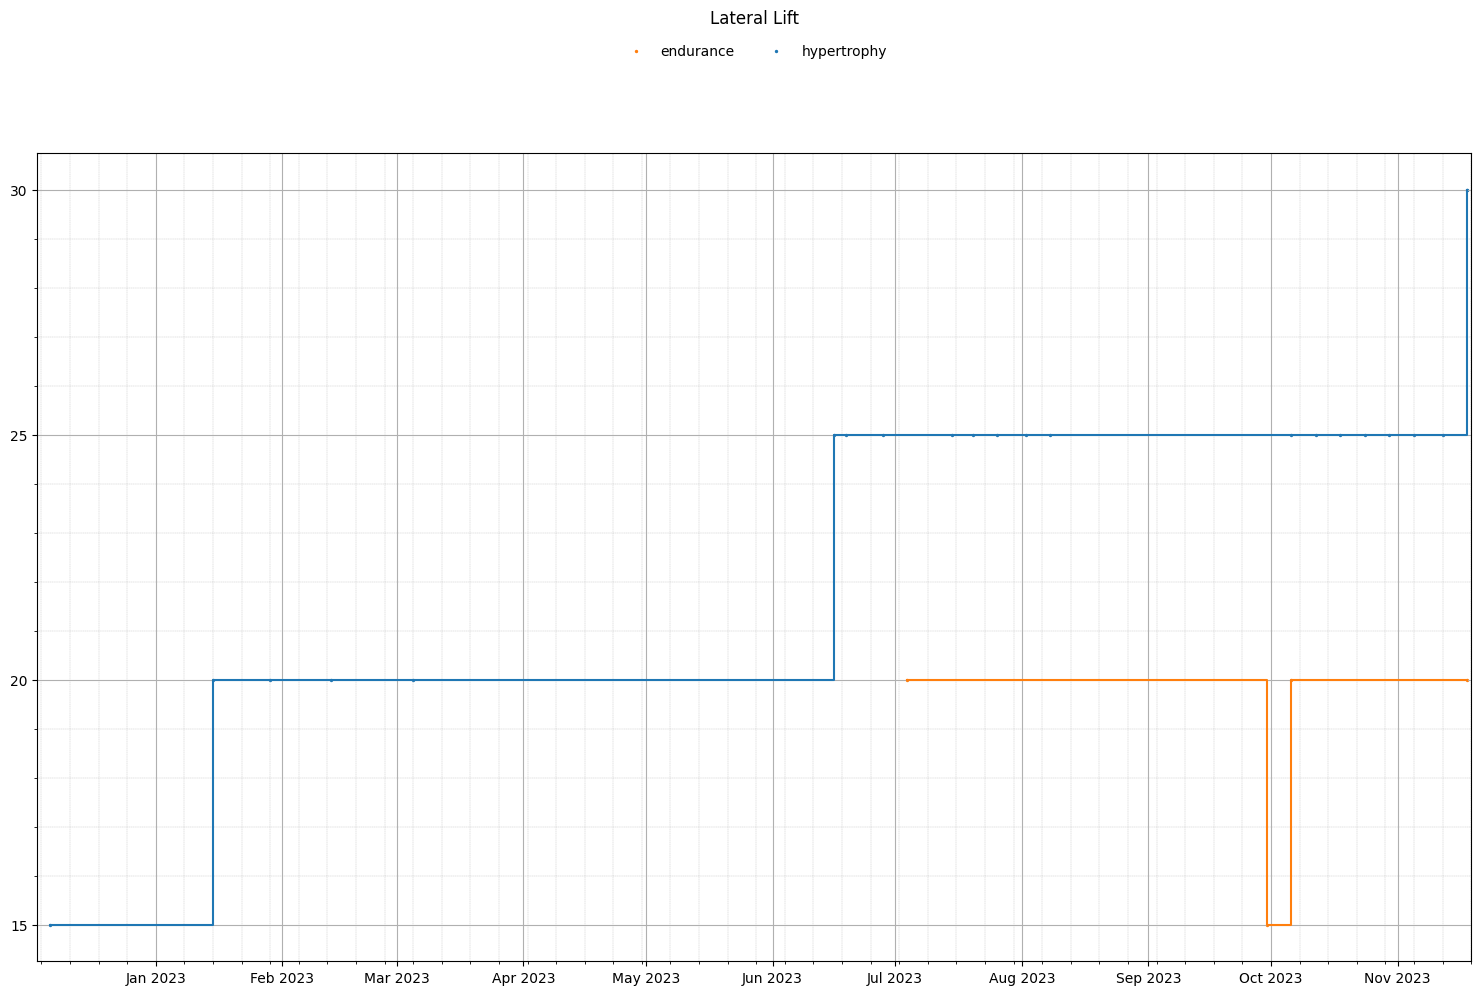 Lateral Lift
endurance hypertrophy
30
25
20
15
Jan 2023 Feb 2023 Mar 2023 Apr 2023 May 2023 Jun 2023 Jul 2023 Aug 2023 Sep 2023 Oct 2023 Nov 2023